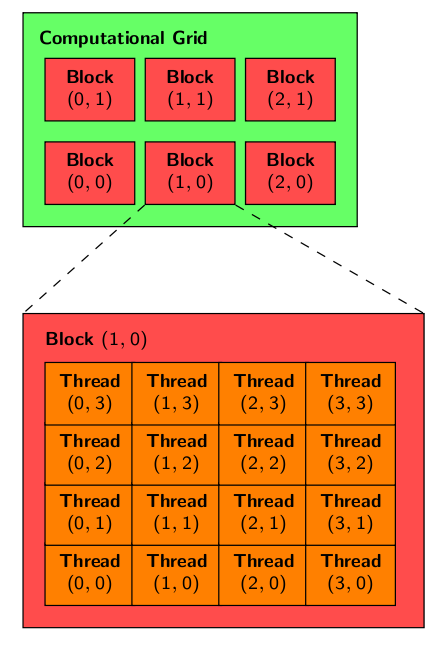 Computational Grid
Block Block Block
(0, 1) (1, 1) (2, 1)
Block Block Block
(0, 0) (1, 0) (2, 0)
Block (1, 0)
Thread Thread Thread Thread
(0, 3) (1, 3) (2, 3) (3, 3)
Thread Thread Thread Thread
(0, 2) (1, 2) (2, 2) (3, 2)
Thread Thread Thread Thread
(0, 1) (1, 1) (2, 1) (3, 1)
Thread Thread Thread Thread
(0, 0) (1, 0) (2, 0) (3, 0)